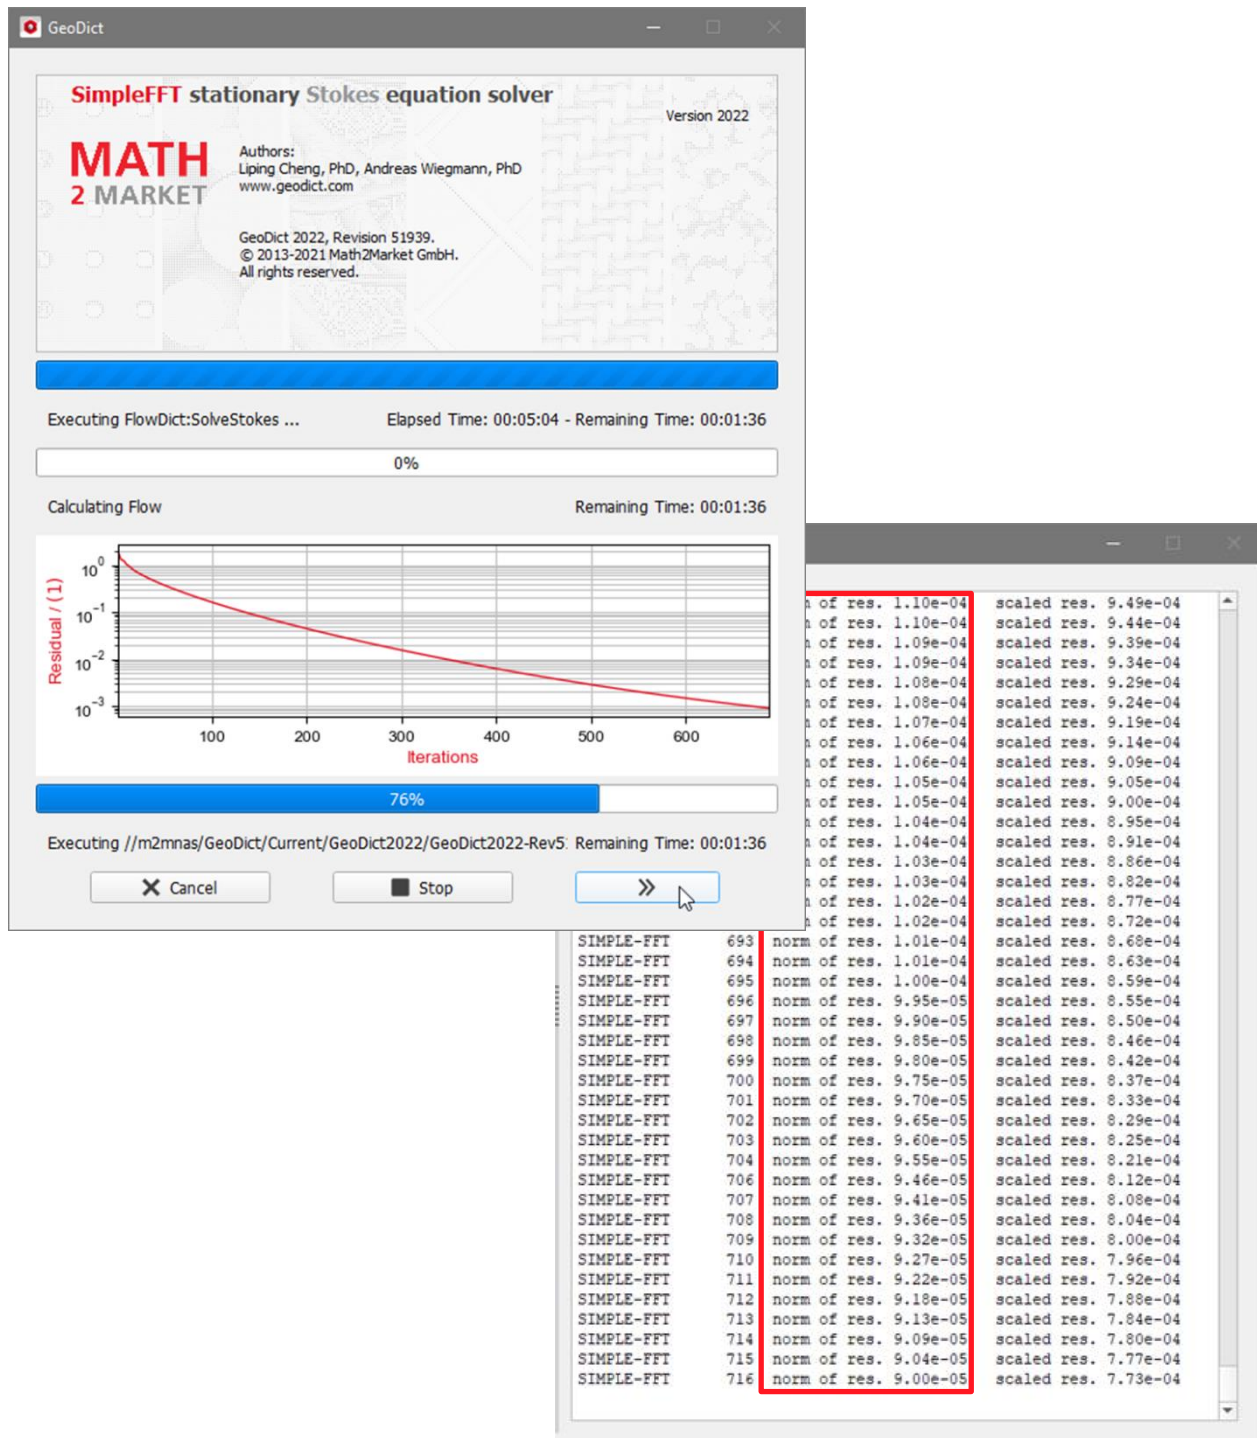 GeoDict
SimpleFFT stationary Stokes equation solver
Version 2022
MATH
2 MARKET
Authors:
Liping Cheng, PhD, Andreas Wiegmann, PhD
www.geodict.com
GeoDict 2022, Revision 51939.
© 2013-2021 Math2Market GmbH.
All rights reserved.
Executing FlowDict:SolveStokes ... Elapsed Time: 00:05:04 - Remaining Time: 00:01:36
0%
Calculating Flow Remaining Time: 00:01:36
Residual / (1)
10^0
10^-1
10^-2
10^-3
100 200 300 400 500 600
Iterations
76%
Executing //m2mnas/GeoDict/Current/GeoDict2022/GeoDict2022-Rev5 Remaining Time: 00:01:36
Cancel Stop »
of res. 1.10e-04 scaled res. 9.49e-04
of res. 1.10e-04 scaled res. 9.44e-04
of res. 1.09e-04 scaled res. 9.39e-04
of res. 1.09e-04 scaled res. 9.34e-04
of res. 1.08e-04 scaled res. 9.29e-04
of res. 1.08e-04 scaled res. 9.24e-04
of res. 1.07e-04 scaled res. 9.19e-04
of res. 1.06e-04 scaled res. 9.14e-04
of res. 1.06e-04 scaled res. 9.09e-04
of res. 1.05e-04 scaled res. 9.05e-04
of res. 1.05e-04 scaled res. 9.00e-04
of res. 1.04e-04 scaled res. 8.95e-04
of res. 1.04e-04 scaled res. 8.91e-04
of res. 1.03e-04 scaled res. 8.86e-04
of res. 1.03e-04 scaled res. 8.82e-04
of res. 1.02e-04 scaled res. 8.77e-04
of res. 1.02e-04 scaled res. 8.72e-04
SIMPLE-FFT 693 norm of res. 1.01e-04 scaled res. 8.68e-04
SIMPLE-FFT 694 norm of res. 1.01e-04 scaled res. 8.63e-04
SIMPLE-FFT 695 norm of res. 1.00e-04 scaled res. 8.59e-04
SIMPLE-FFT 696 norm of res. 9.95e-05 scaled res. 8.55e-04
SIMPLE-FFT 697 norm of res. 9.90e-05 scaled res. 8.50e-04
SIMPLE-FFT 698 norm of res. 9.85e-05 scaled res. 8.46e-04
SIMPLE-FFT 699 norm of res. 9.80e-05 scaled res. 8.42e-04
SIMPLE-FFT 700 norm of res. 9.75e-05 scaled res. 8.37e-04
SIMPLE-FFT 701 norm of res. 9.70e-05 scaled res. 8.33e-04
SIMPLE-FFT 702 norm of res. 9.65e-05 scaled res. 8.29e-04
SIMPLE-FFT 703 norm of res. 9.60e-05 scaled res. 8.25e-04
SIMPLE-FFT 704 norm of res. 9.55e-05 scaled res. 8.21e-04
SIMPLE-FFT 706 norm of res. 9.46e-05 scaled res. 8.12e-04
SIMPLE-FFT 707 norm of res. 9.41e-05 scaled res. 8.08e-04
SIMPLE-FFT 708 norm of res. 9.36e-05 scaled res. 8.04e-04
SIMPLE-FFT 709 norm of res. 9.32e-05 scaled res. 8.00e-04
SIMPLE-FFT 710 norm of res. 9.27e-05 scaled res. 7.96e-04
SIMPLE-FFT 711 norm of res. 9.22e-05 scaled res. 7.92e-04
SIMPLE-FFT 712 norm of res. 9.18e-05 scaled res. 7.88e-04
SIMPLE-FFT 713 norm of res. 9.13e-05 scaled res. 7.84e-04
SIMPLE-FFT 714 norm of res. 9.09e-05 scaled res. 7.80e-04
SIMPLE-FFT 715 norm of res. 9.04e-05 scaled res. 7.77e-04
SIMPLE-FFT 716 norm of res. 9.00e-05 scaled res. 7.73e-04